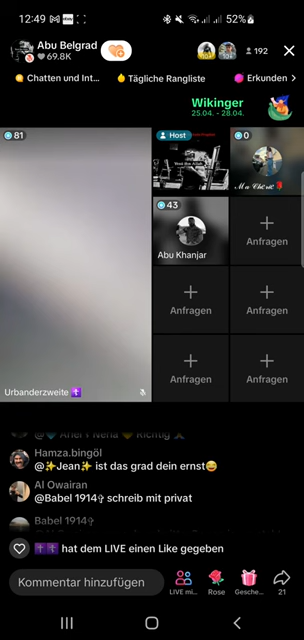 12:49
52%
Abu Belgrad
69.8K
192
Chatten und Int...
Tägliche Rangliste
Erkunden >
Wikinger
25.04. - 28.04.
81
Host
0
43
Abu Khanjar
Anfragen
Anfragen
Anfragen
Anfragen
Anfragen
Urbanderzweite ✝️
Hamza.bingöl
@✨Jean✨ ist das grad dein ernst😅
Al Owairan
@Babel 1914✞ schreib mit privat
Babel 1914✞
✝️✝️ hat dem LIVE einen Like gegeben
Kommentar hinzufügen
LIVE mi...
Rose
Gesche...
21